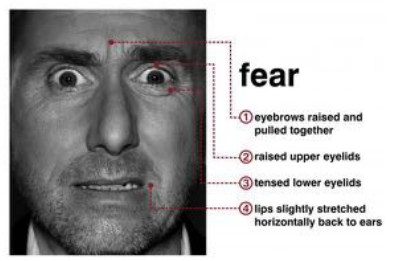 fear
1 eyebrows raised and
pulled together
2 raised upper eyelids
3 tensed lower eyelids
4 lips slightly stretched
horizontally back to ears